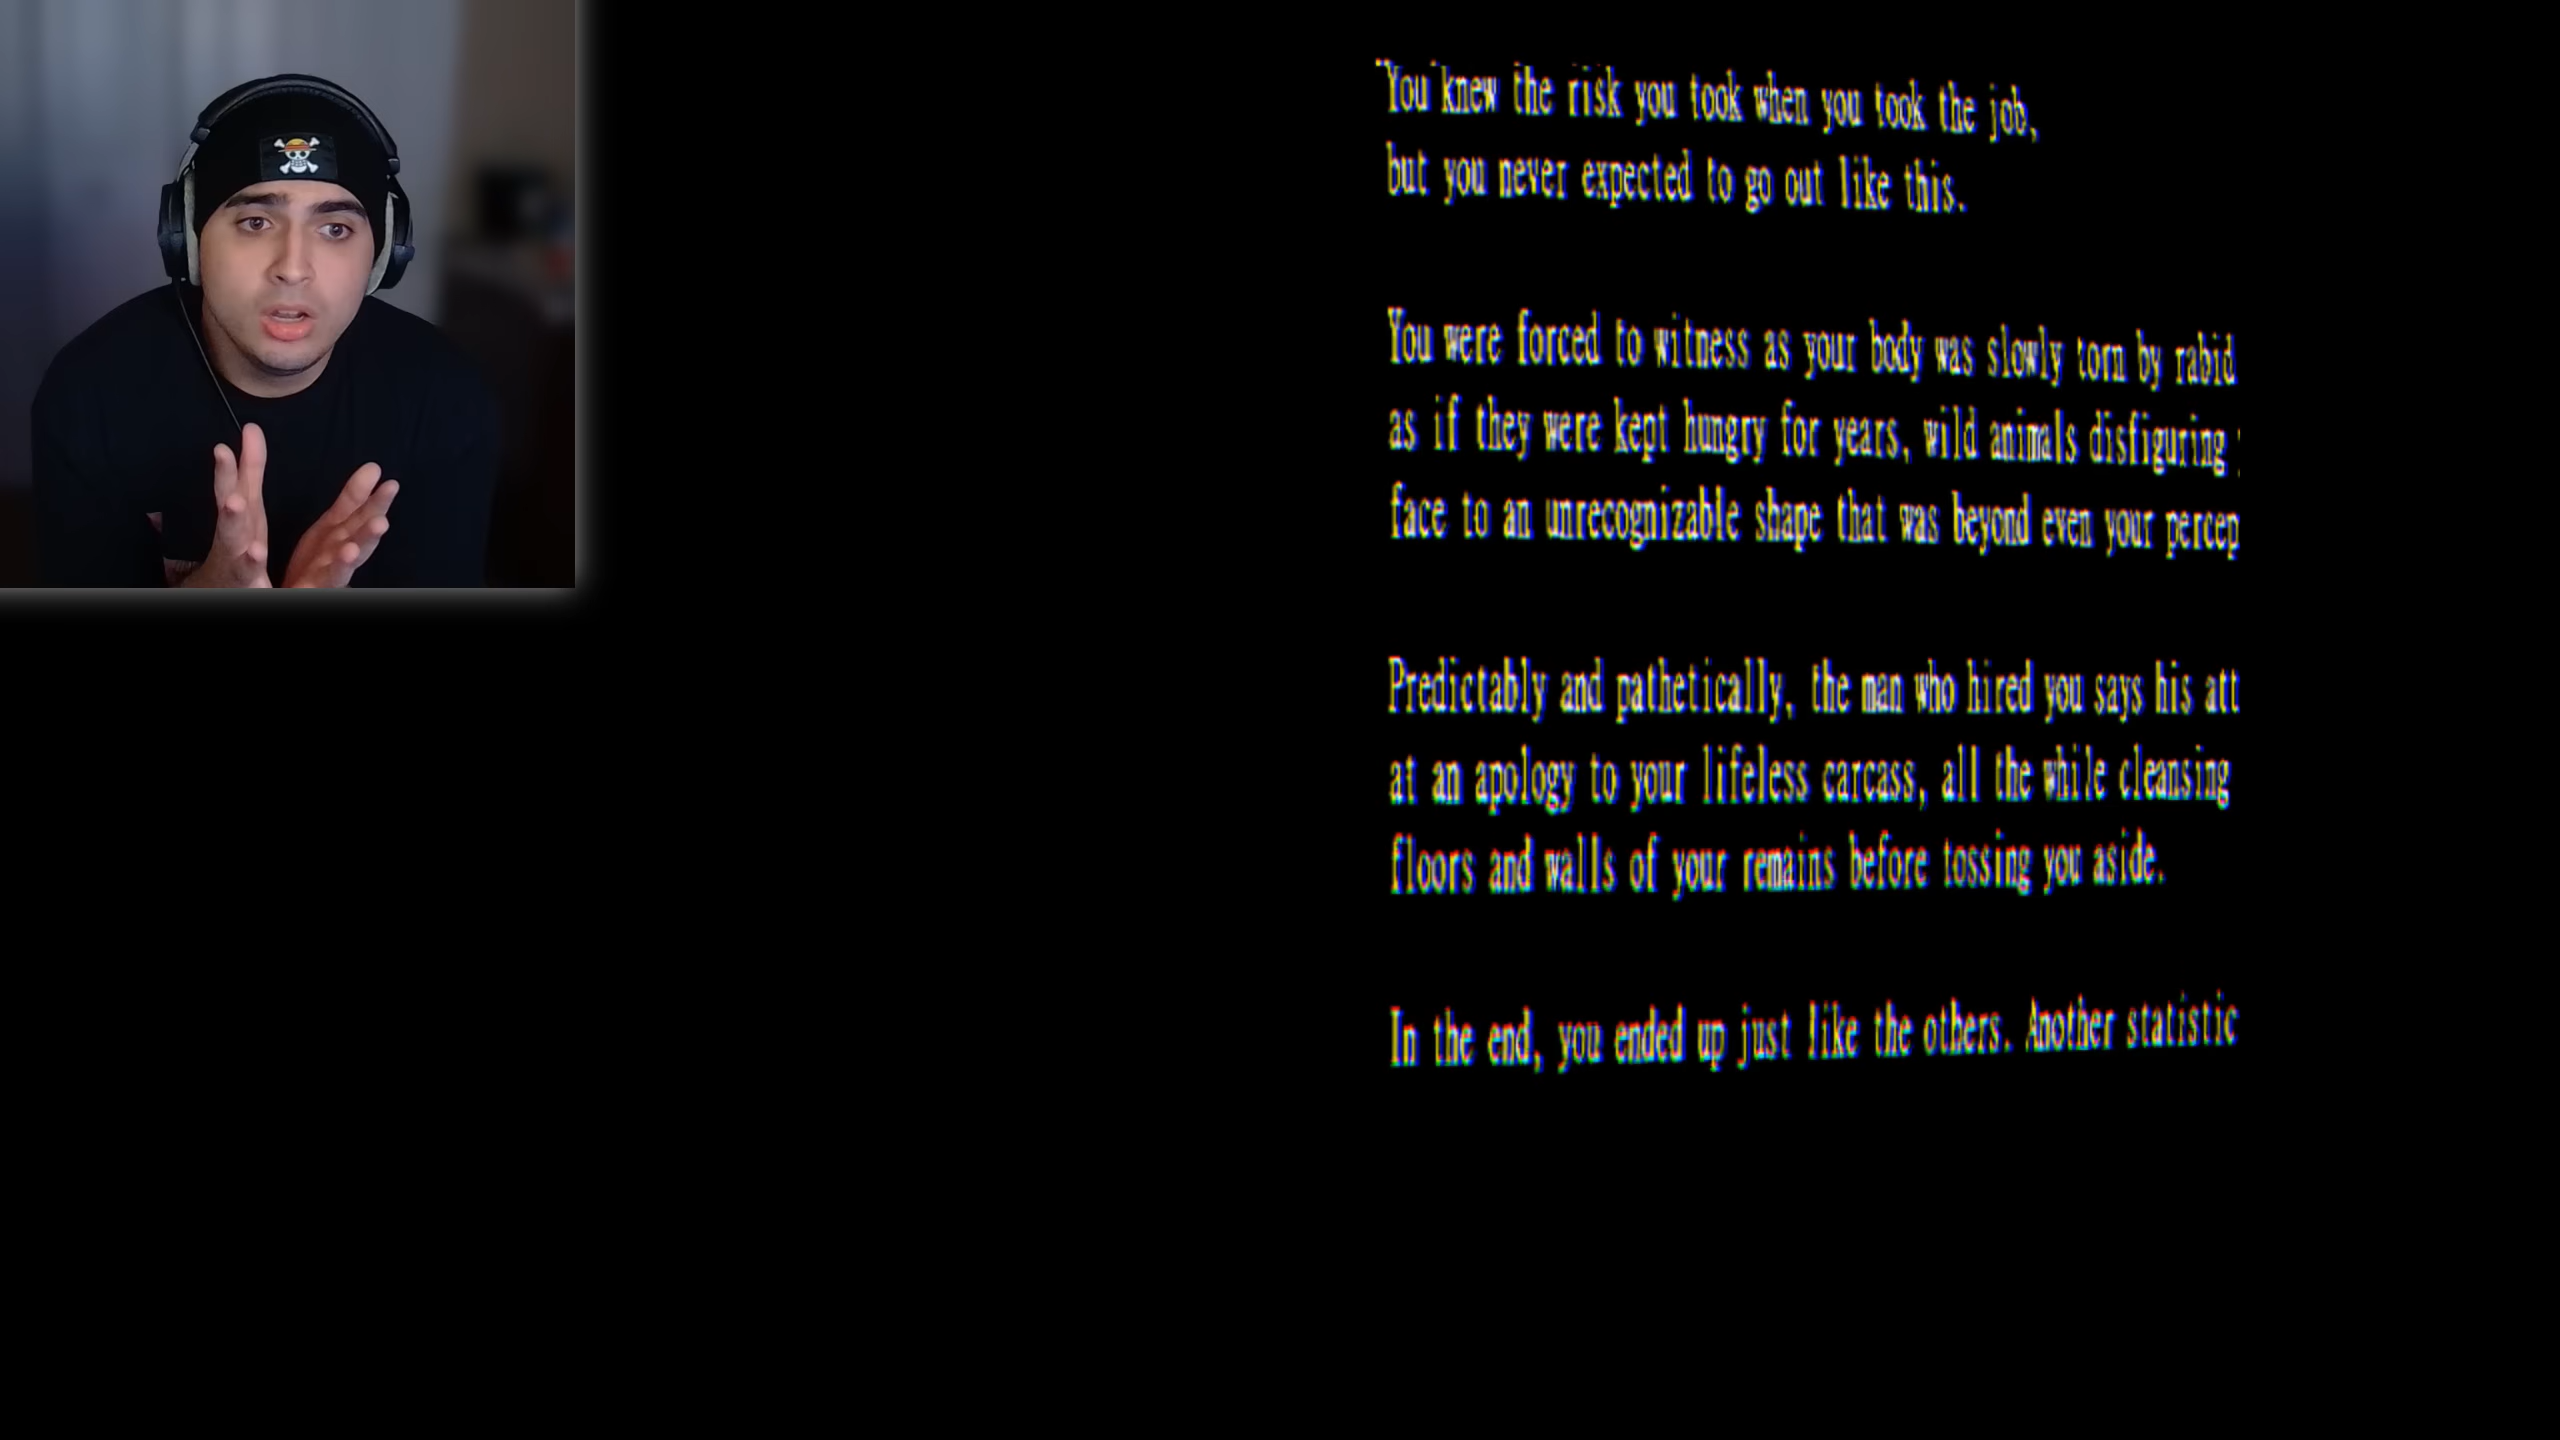 You knew the risk you took when you took the job,
but you never expected to go out like this.
You were forced to witness as your body was slowly torn by rabid
as if they were kept hungry for years, wild animals disfiguring
face to an unrecognizable shape that was beyond even your percep
Predictably and pathetically, the man who hired you says his att
at an apology to your lifeless carcass, all the while cleansing
floors and walls of your remains before tossing you aside.
In the end, you ended up just like the others. Another statistic